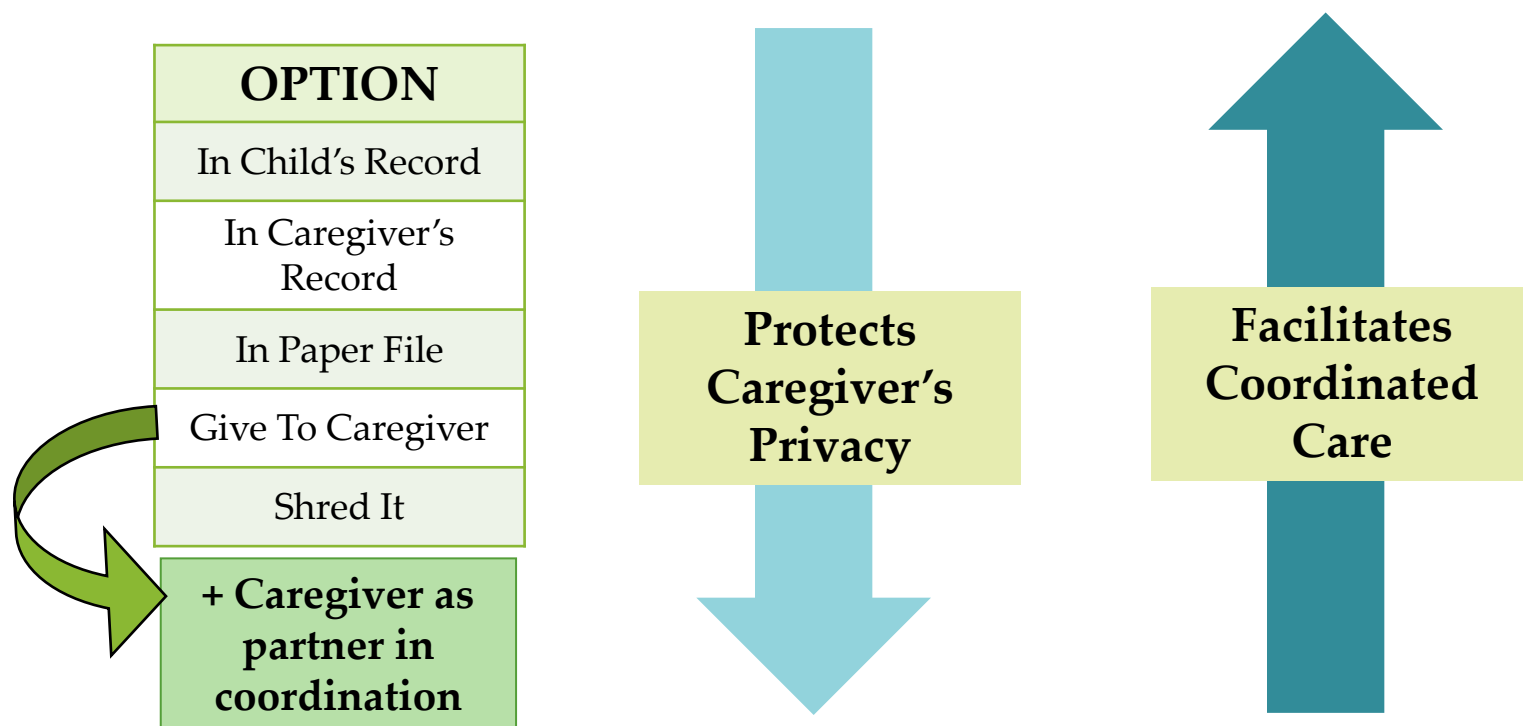 OPTION
In Child’s Record
In Caregiver’s
Record
In Paper File
Give To Caregiver
Shred It
+ Caregiver as
partner in
coordination
Protects
Caregiver’s
Privacy
Facilitates
Coordinated
Care